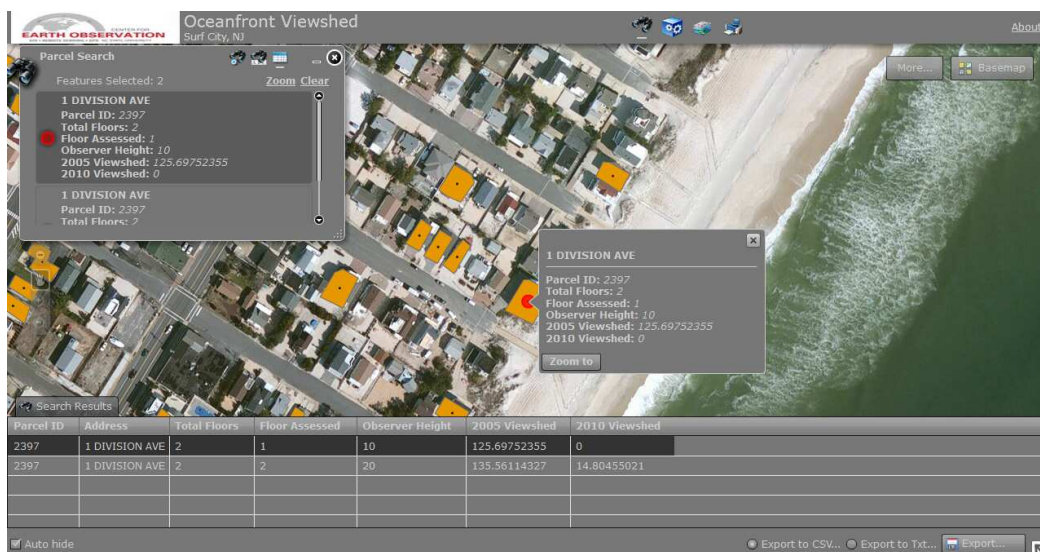 CENTER FOR
EARTH OBSERVATION
Oceanfront Viewshed
Surf City, NJ
About
Parcel Search
Features Selected: 2
Zoom Clear
1 DIVISION AVE
Parcel ID: 2397
Total Floors: 2
Floor Assessed: 1
Observer Height: 10
2005 Viewshed: 125.69752355
2010 Viewshed: 0
1 DIVISION AVE
Parcel ID: 2397
Total Floors: 2
More...
Basemap
1 DIVISION AVE
Parcel ID: 2397
Total Floors: 2
Floor Assessed: 1
Observer Height: 10
2005 Viewshed: 125.69752355
2010 Viewshed: 0
Zoom to
Search Results
Parcel ID Address Total Floors Floor Assessed Observer Height 2005 Viewshed 2010 Viewshed
2397 1 DIVISION AVE 2 1 10 125.69752355 0
2397 1 DIVISION AVE 2 2 20 135.56114327 14.80455021
Auto hide
Export to CSV... Export to Txt... Export...